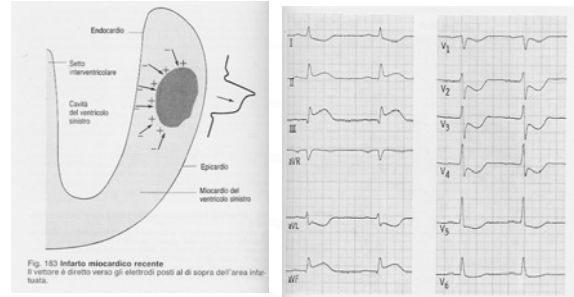 Endocardio
Setto
interventricolare
Cavità
del ventricolo
sinistro
Epicardio
Miocardio del
ventricolo sinistro
Fig. 183 Infarto miocardico recente
Il vettore è diretto verso gli elettrodi posti al di sopra dell'area infar-
tuata.
I
II
III
aVR
aVL
aVF
V1
V2
V3
V4
V5
V6